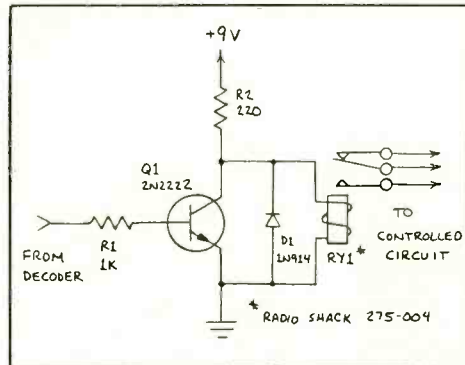 +9V
R2
220
Q1
2N2222
FROM
DECODER
R1
1K
D1
1N914
RY1*
TO
CONTROLLED
CIRCUIT
* RADIO SHACK 275-004